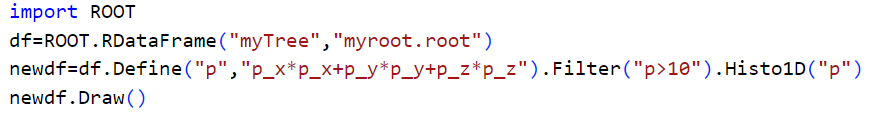 import ROOT
df=ROOT.RDataFrame("myTree","myroot.root")
newdf=df.Define("p","p_x*p_x+p_y*p_y+p_z*p_z").Filter("p>10").Histo1D("p")
newdf.Draw()